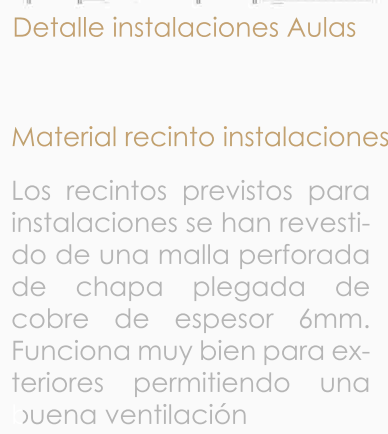 Detalle instalaciones Aulas
Material recinto instalaciones
Los recintos previstos para
instalaciones se han revesti-
do de una malla perforada
de chapa plegada de
cobre de espesor 6mm.
Funciona muy bien para ex-
teriores permitiendo una
buena ventilación